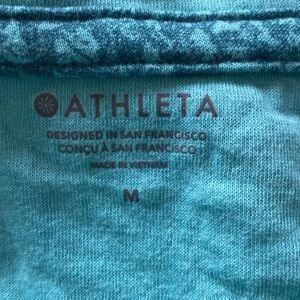 ATHLETA
DESIGNED IN SAN FRANCISCO
CONÇU À SAN FRANCISCO
MADE IN VIETNAM
M